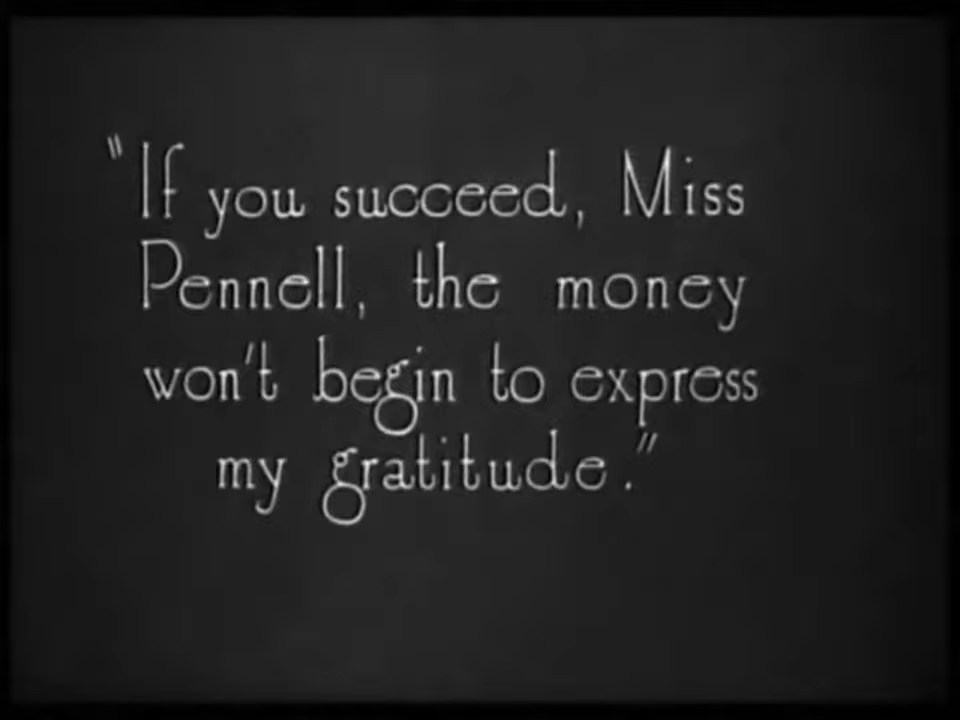 "If you succeed, Miss
Pennell, the money
won't begin to express
my gratitude."